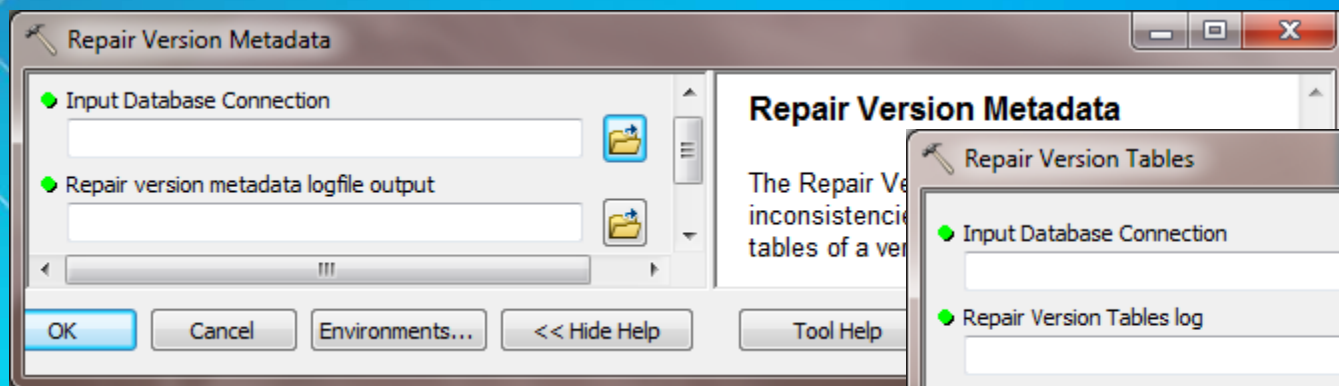 Repair Version Metadata
Input Database Connection
Repair version metadata logfile output
OK
Cancel
Environments...
<< Hide Help
Repair Version Metadata
The Repair
inconsistencie
tables of a ver
Tool Help
Repair Version Tables
Input Database Connection
Repair Version Tables log